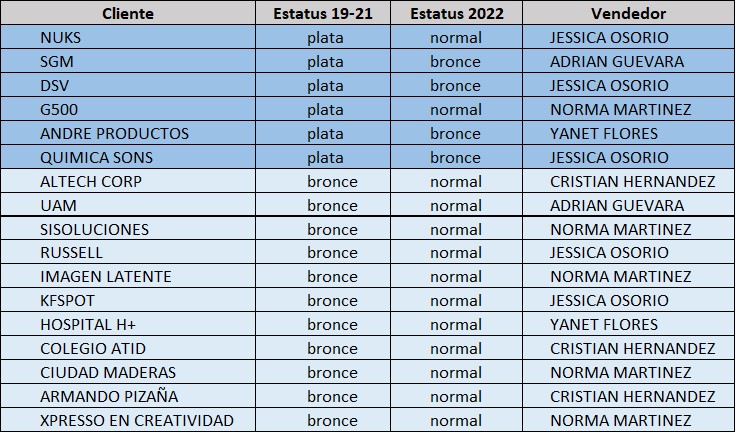 Cliente Estatus 19-21 Estatus 2022 Vendedor
NUKS plata normal JESSICA OSORIO
SGM plata bronce ADRIAN GUEVARA
DSV plata bronce JESSICA OSORIO
G500 plata normal NORMA MARTINEZ
ANDRE PRODUCTOS plata bronce YANET FLORES
QUIMICA SONS plata bronce JESSICA OSORIO
ALTECH CORP bronce normal CRISTIAN HERNANDEZ
UAM bronce normal ADRIAN GUEVARA
SISOLUCIONES bronce normal NORMA MARTINEZ
RUSSELL bronce normal JESSICA OSORIO
IMAGEN LATENTE bronce normal NORMA MARTINEZ
KFSPOT bronce normal JESSICA OSORIO
HOSPITAL H+ bronce normal YANET FLORES
COLEGIO ATID bronce normal CRISTIAN HERNANDEZ
CIUDAD MADERAS bronce normal NORMA MARTINEZ
ARMANDO PIZAÑA bronce normal CRISTIAN HERNANDEZ
XPRESSO EN CREATIVIDAD bronce normal NORMA MARTINEZ